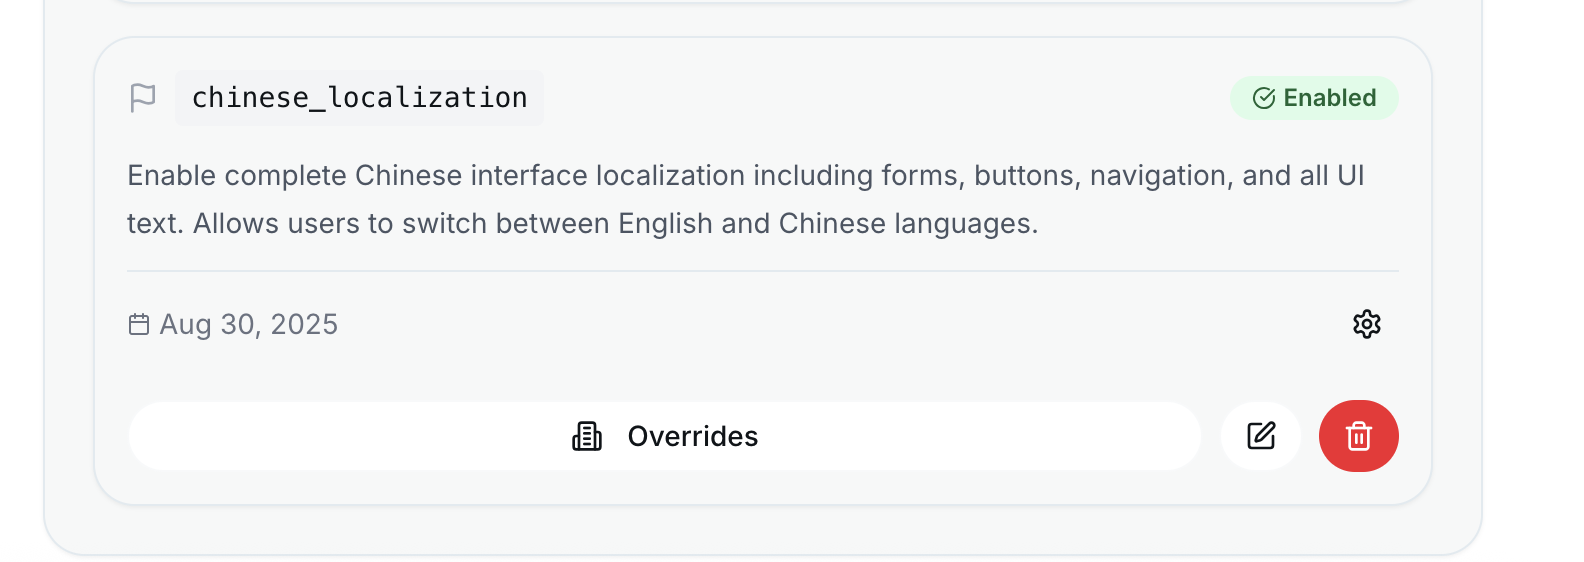 chinese_localization
Enabled
Enable complete Chinese interface localization including forms, buttons, navigation, and all UI
text. Allows users to switch between English and Chinese languages.
Aug 30, 2025
Overrides